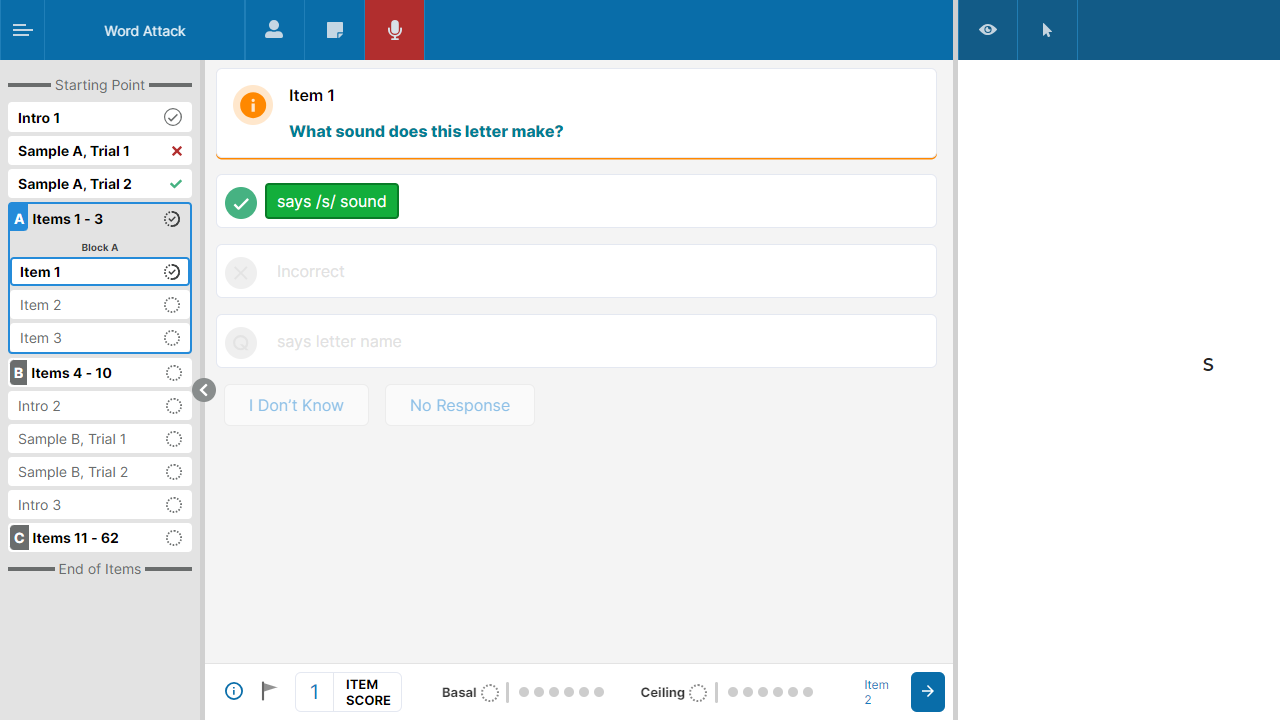 Word Attack
Starting Point
Intro 1
Sample A, Trial 1
Sample A, Trial 2
A Items 1 - 3
Block A
Item 1
Item 2
Item 3
B Items 4 - 10
Intro 2
Sample B, Trial 1
Sample B, Trial 2
Intro 3
C Items 11 - 62
End of Items
Item 1
What sound does this letter make?
says /s/ sound
Incorrect
Q says letter name
I Don’t Know
No Response
1 ITEM
SCORE
Basal
Ceiling
Item
2
s